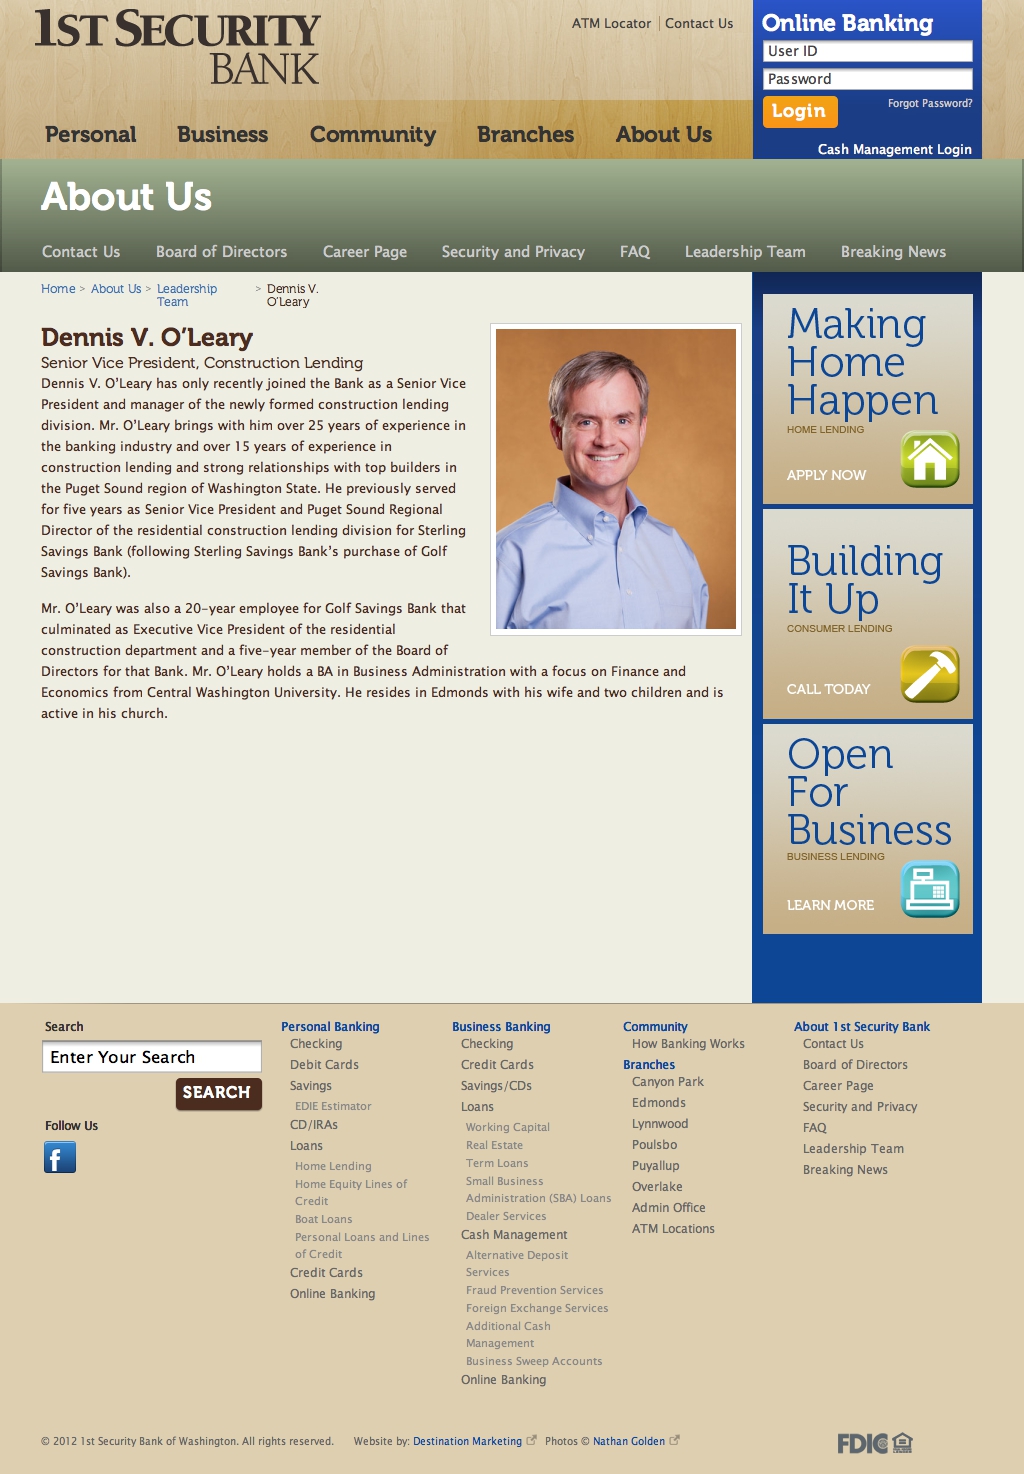 1ST SECURITY
BANK
ATM Locator | Contact Us
Online Banking
User ID
Password
Login
Forgot Password?
Cash Management Login
Personal Business Community Branches About Us
About Us
Contact Us Board of Directors Career Page Security and Privacy FAQ Leadership Team Breaking News
Home > About Us > Leadership Team > Dennis V. O'Leary
Dennis V. O'Leary
Senior Vice President, Construction Lending
Dennis V. O'Leary has only recently joined the Bank as a Senior Vice
President and manager of the newly formed construction lending
division. Mr. O'Leary brings with him over 25 years of experience in
the banking industry and over 15 years of experience in
construction lending and strong relationships with top builders in
the Puget Sound region of Washington State. He previously served
for five years as Senior Vice President and Puget Sound Regional
Director of the residential construction lending division for Sterling
Savings Bank (following Sterling Savings Bank's purchase of Golf
Savings Bank).
Mr. O'Leary was also a 20-year employee for Golf Savings Bank that
culminated as Executive Vice President of the residential
construction department and a five-year member of the Board of
Directors for that Bank. Mr. O'Leary holds a BA in Business Administration with a focus on Finance and
Economics from Central Washington University. He resides in Edmonds with his wife and two children and is
active in his church.
Making
Home
Happen
HOME LENDING
APPLY NOW
Building
It Up
CONSUMER LENDING
CALL TODAY
Open
For
Business
BUSINESS LENDING
LEARN MORE
Search
Enter Your Search
SEARCH
Follow Us
f
Personal Banking
Checking
Debit Cards
Savings
EDIE Estimator
CD/IRAs
Loans
Home Lending
Home Equity Lines of
Credit
Boat Loans
Personal Loans and Lines
of Credit
Credit Cards
Online Banking
Business Banking
Checking
Credit Cards
Savings/CDs
Loans
Working Capital
Real Estate
Term Loans
Small Business
Administration (SBA) Loans
Dealer Services
Cash Management
Alternative Deposit
Services
Fraud Prevention Services
Foreign Exchange Services
Additional Cash
Management
Business Sweep Accounts
Online Banking
Community
How Banking Works
Branches
Canyon Park
Edmonds
Lynnwood
Poulsbo
Puyallup
Overlake
Admin Office
ATM Locations
About 1st Security Bank
Contact Us
Board of Directors
Career Page
Security and Privacy
FAQ
Leadership Team
Breaking News
© 2012 1st Security Bank of Washington. All rights reserved. Website by: Destination Marketing Photos © Nathan Golden
FDIC